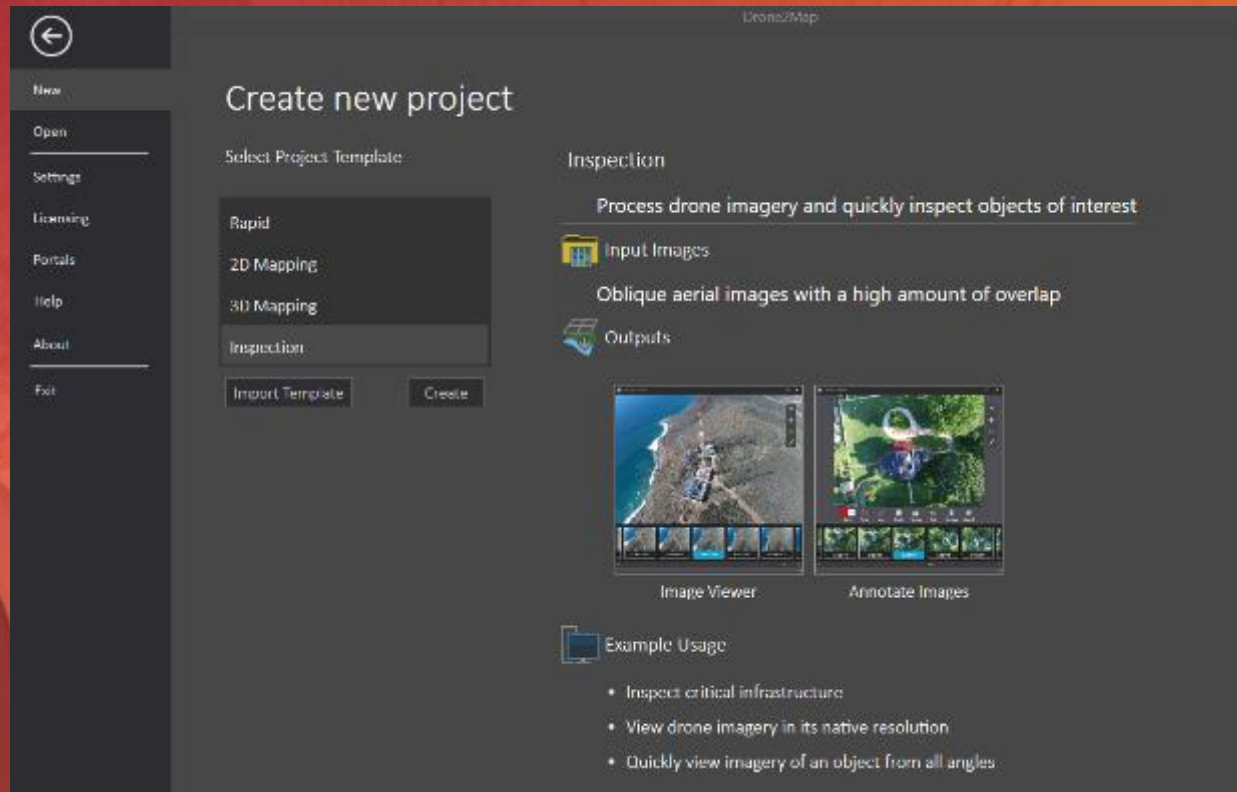 Drone2Map
New
Open
Settings
Licensing
Portals
Help
About
Exit
Create new project
Select Project Template
Rapid
2D Mapping
3D Mapping
Inspection
Import Template
Create
Inspection
Process drone imagery and quickly inspect objects of interest
Input Images
Oblique aerial images with a high amount of overlap
Outputs
Image Viewer
Annotate Images
Example Usage
• Inspect critical infrastructure
• View drone imagery in its native resolution
• Quickly view imagery of an object from all angles